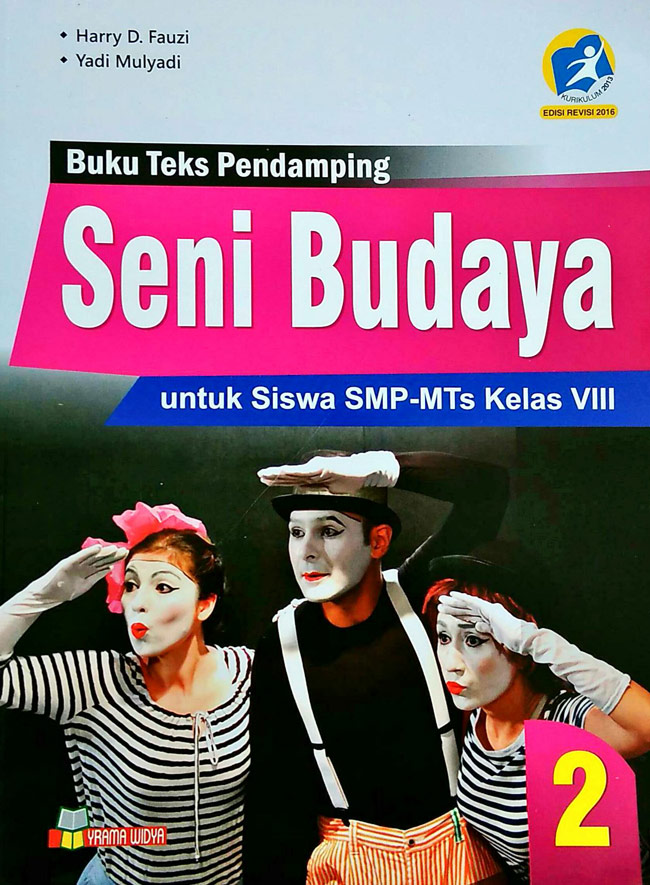 • Harry D. Fauzi
• Yadi Mulyadi
KURIKULUM 2013
EDISI REVISI 2016
Buku Teks Pendamping
Seni Budaya
untuk Siswa SMP-MTs Kelas VIII
2
YRAMA WIDYA